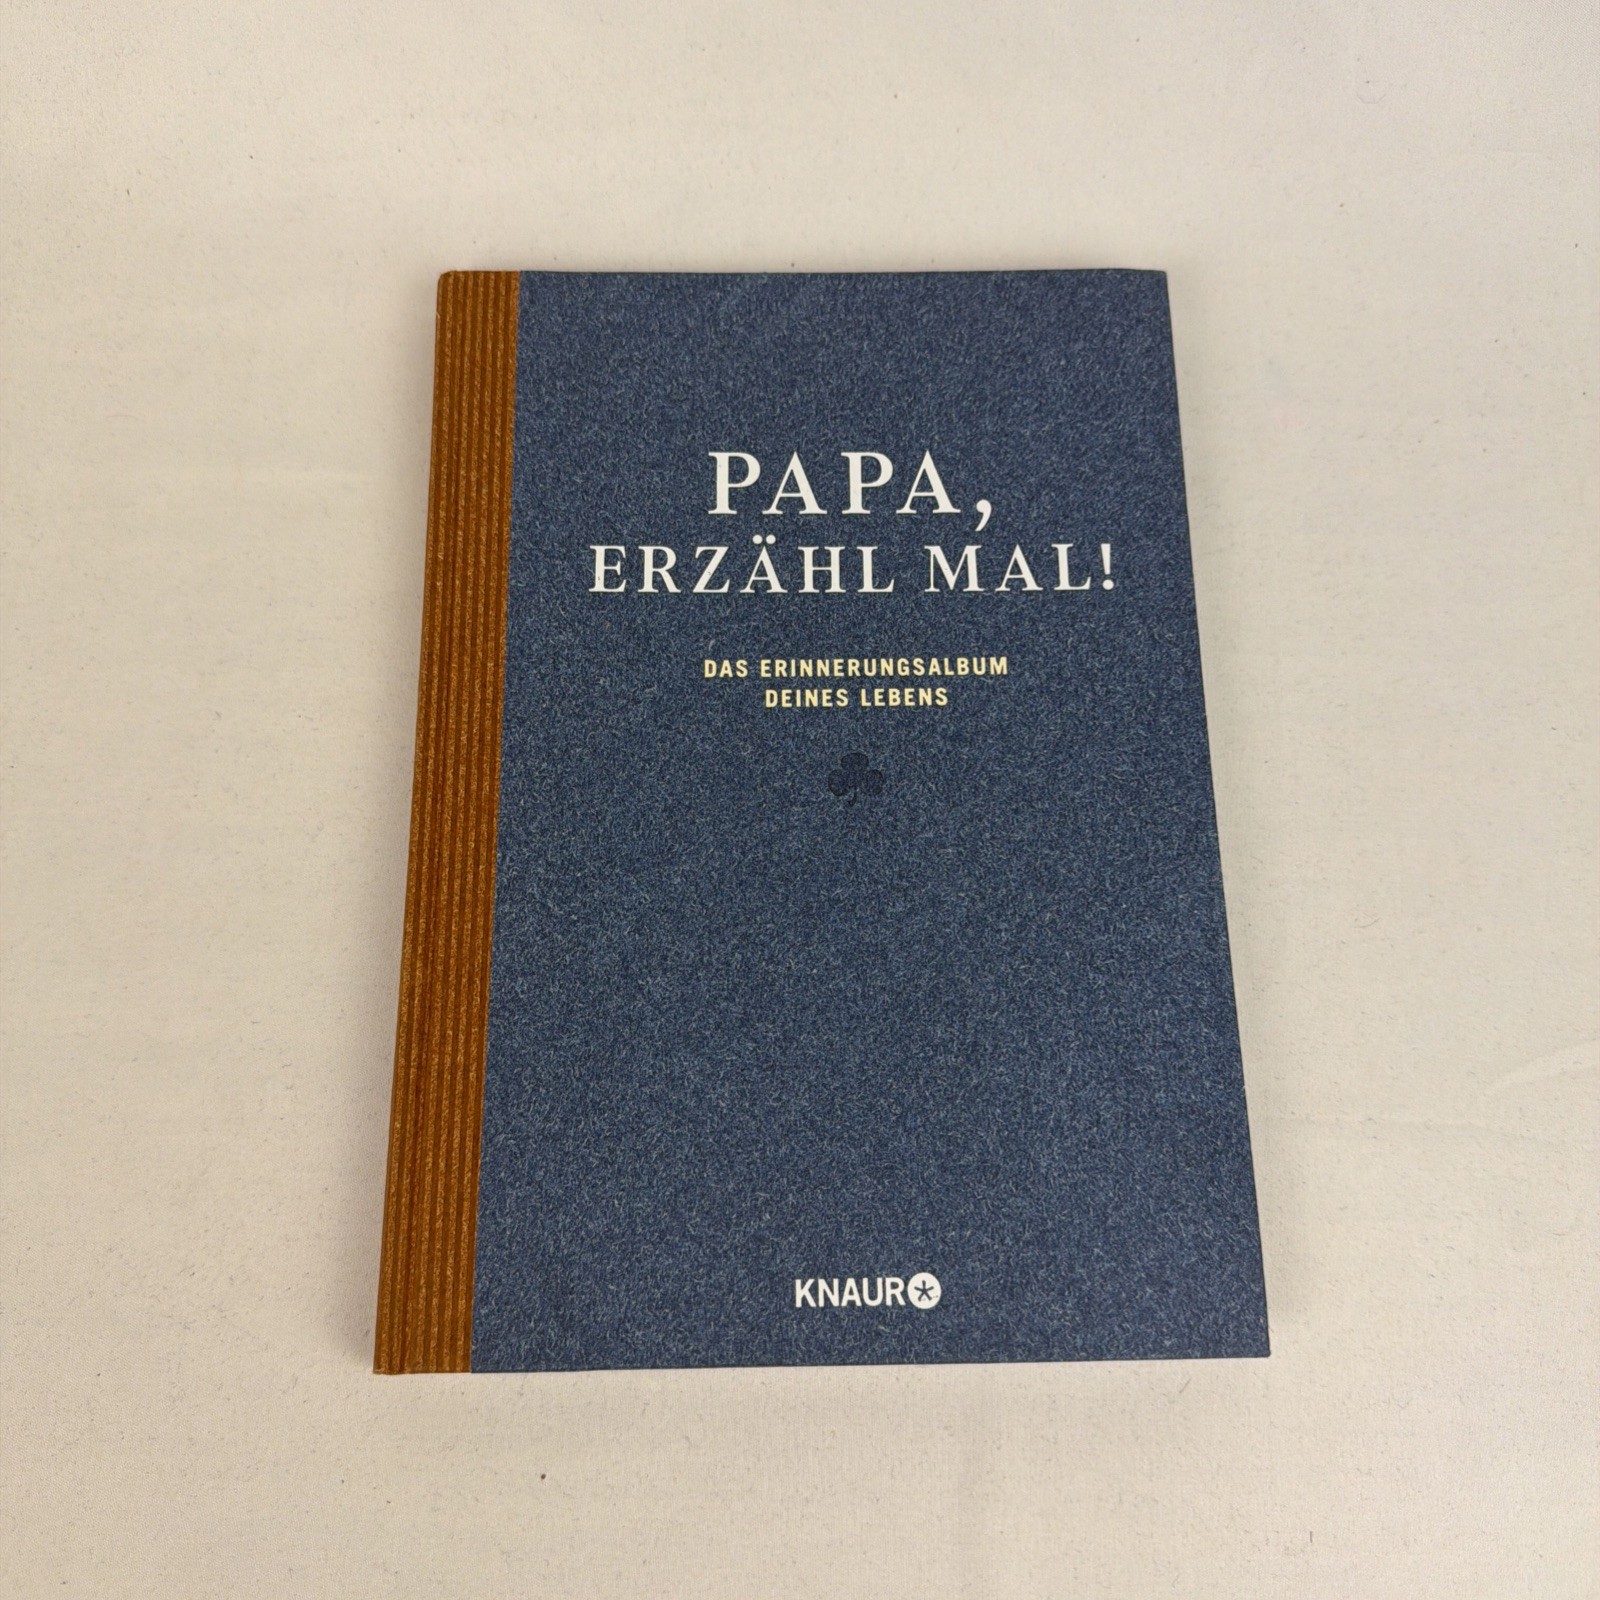 PAPA,
ERZÄHL MAL!
DAS ERINNERUNGSALBUM
DEINES LEBENS
KNAUR